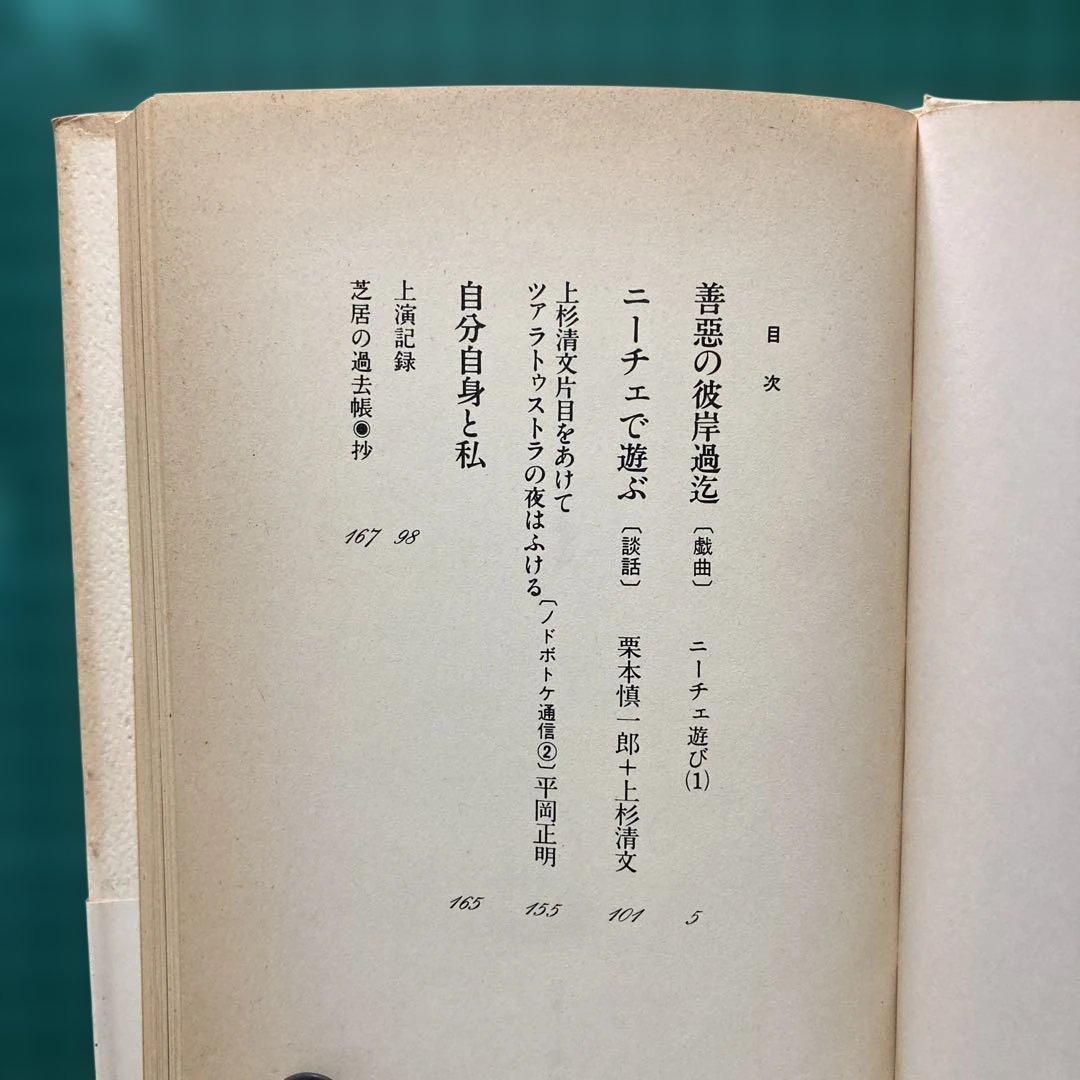 目次
善悪の彼岸過迄〔戯曲〕 ニーチェ遊び(1) 5
ニーチェで遊ぶ〔談話〕 栗本慎一郎+上杉清文 101
上杉清文片目をあけて
ツァラトゥストラの夜はふける〔ノドボトケ通信②〕平岡正明 155
自分自身と私 165
上演記録 98
芝居の過去帳◉抄 167